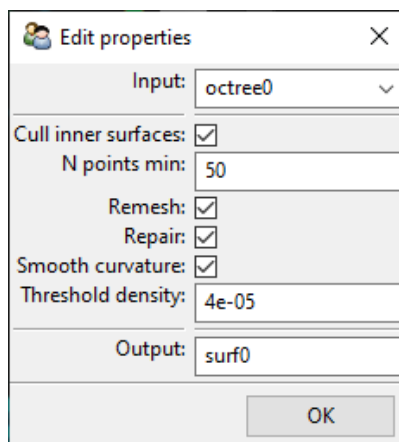 Edit properties
Input: octree0
Cull inner surfaces:
N points min: 50
Remesh:
Repair:
Smooth curvature:
Threshold density: 4e-05
Output: surf0
OK